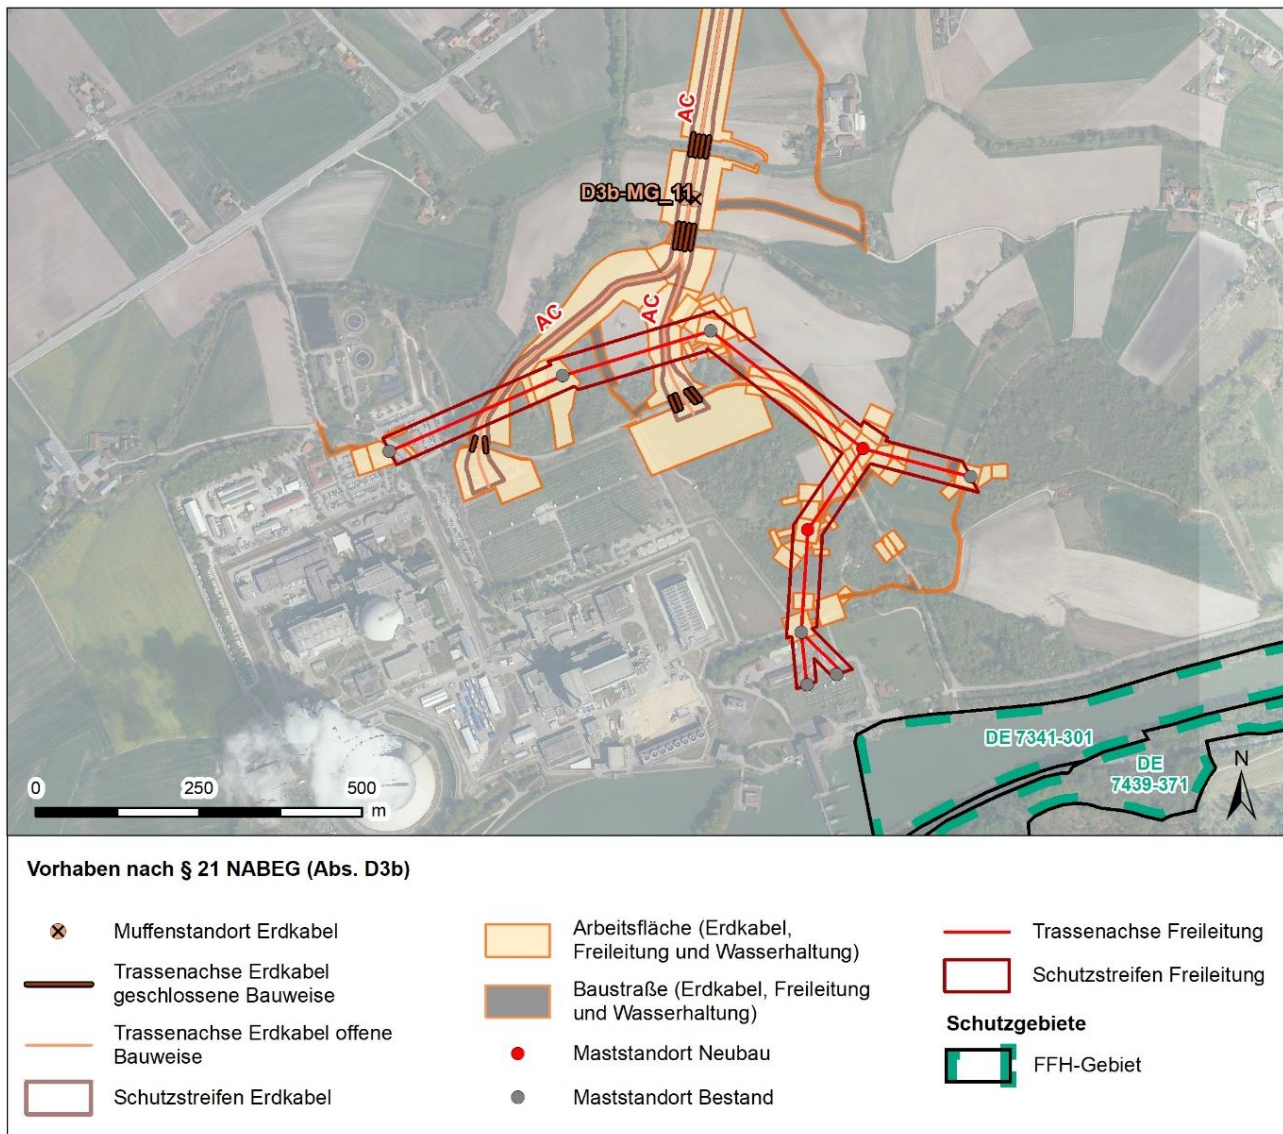 AC
D3b-MG_11
AC
AC
DE 7341-301
DE
7439-371
N
0
250
500
m
Vorhaben nach § 21 NABEG (Abs. D3b)
Muffenstandort Erdkabel
Trassenachse Erdkabel
geschlossene Bauweise
Trassenachse Erdkabel offene
Bauweise
Schutzstreifen Erdkabel
Arbeitsfläche (Erdkabel,
Freileitung und Wasserhaltung)
Baustraße (Erdkabel, Freileitung
und Wasserhaltung)
Maststandort Neubau
Maststandort Bestand
Trassenachse Freileitung
Schutzstreifen Freileitung
Schutzgebiete
FFH-Gebiet